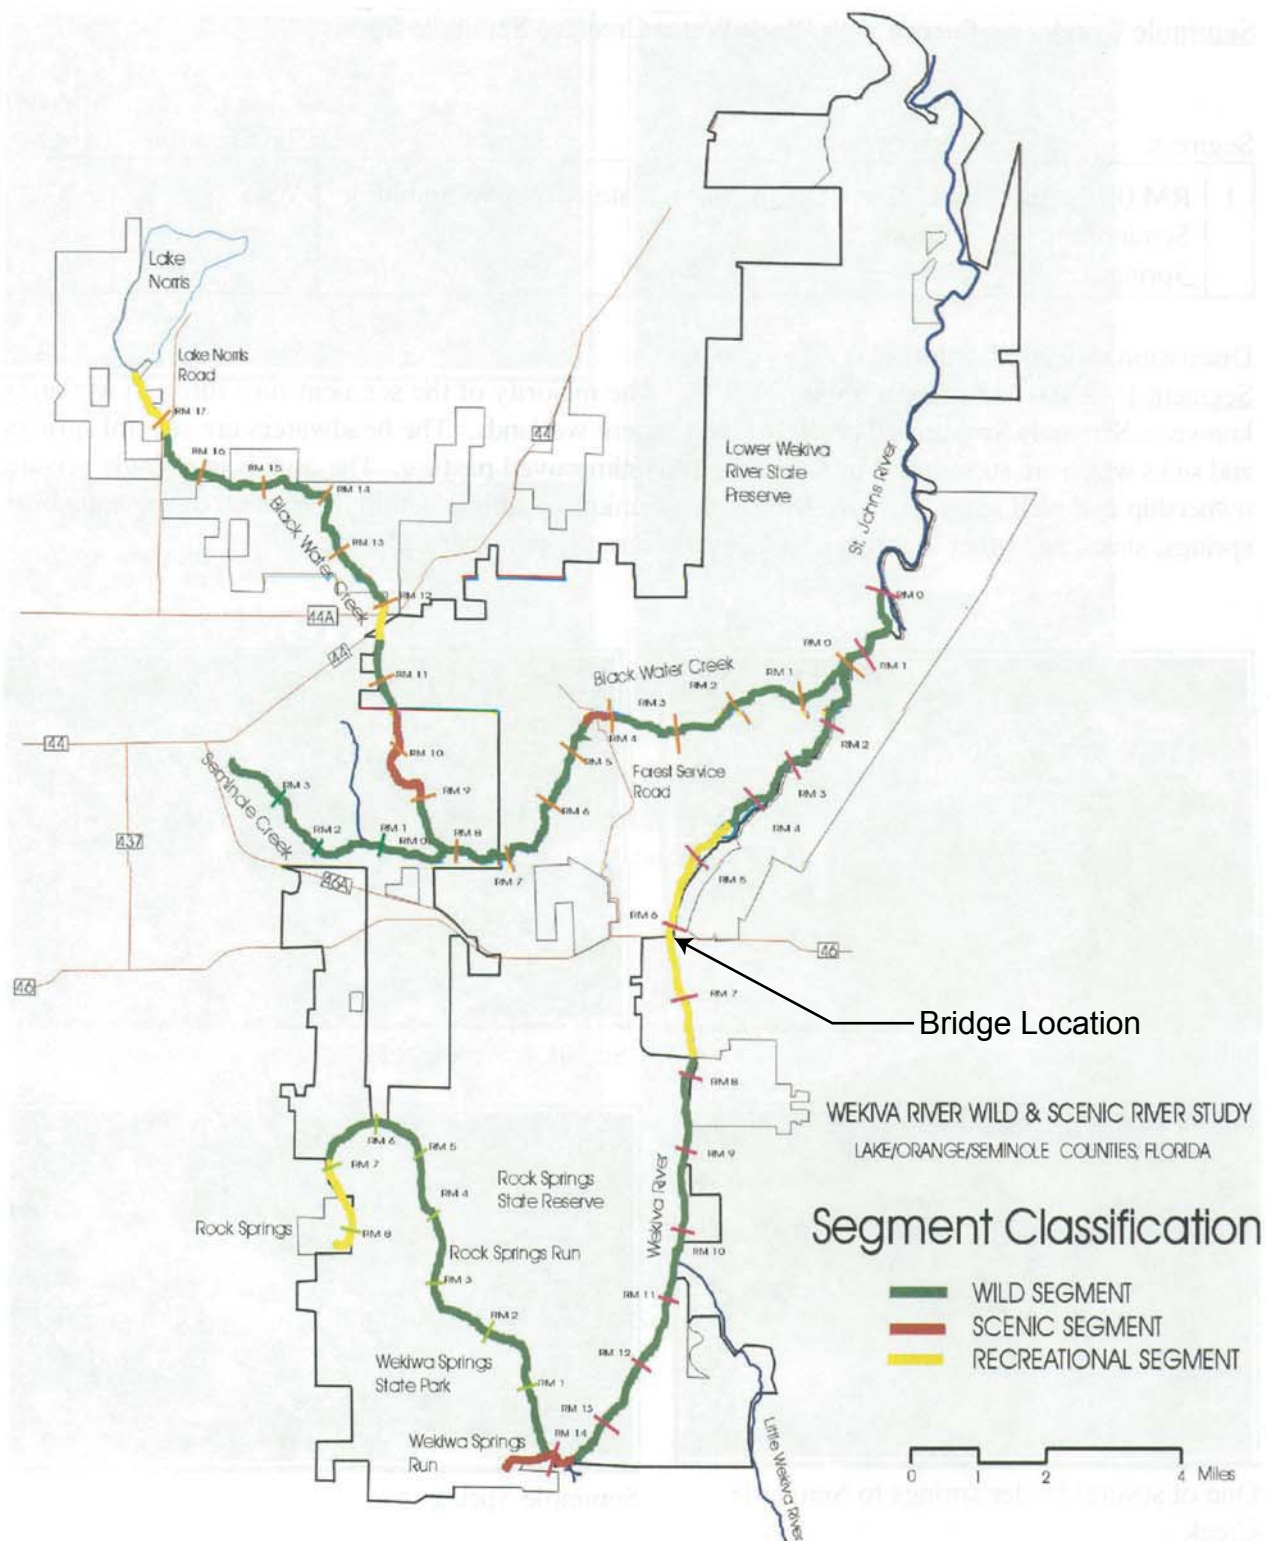 Lake
Norris
Lake Norris
Road
RM 17
RM 16
RM 15
RM 14
Black Water Creek
RM 13
RM 12
44A
44
44
RM 11
44
RM 10
RM 9
RM 8
RM 7
Seminole Creek
RM 3
RM 2
RM 1
RM 0
437
46A
46
Lower Wekiva
River State
Preserve
St. Johns River
RM 0
RM 0
RM 1
RM 1
RM 2
RM 3
Black Water Creek
RM 4
RM 5
RM 6
Forest Service
Road
RM 2
RM 3
RM 4
RM 5
RM 6
46
RM 7
Bridge Location
RM 8
WEKIVA RIVER WILD & SCENIC RIVER STUDY
LAKE/ORANGE/SEMINOLE COUNTIES, FLORIDA
RM 6
RM 5
RM 7
RM 9
Wekiva River
Rock Springs
State Reserve
RM 4
Rock Springs
RM 8
Rock Springs Run
RM 10
Segment Classification
RM 3
RM 11
WILD SEGMENT
RM 2
SCENIC SEGMENT
RM 12
RECREATIONAL SEGMENT
Wekiwa Springs
State Park
RM 1
RM 13
RM 14
Wekiwa Springs
Run
Little Wekiva River
0 1 2 4 Miles